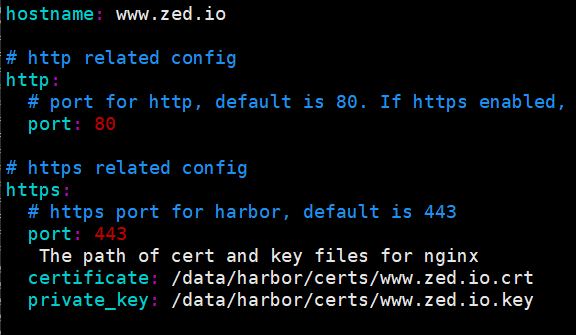 hostname: www.zed.io
# http related config
http:
# port for http, default is 80. If https enabled,
port: 80
# https related config
https:
# https port for harbor, default is 443
port: 443
The path of cert and key files for nginx
certificate: /data/harbor/certs/www.zed.io.crt
private_key: /data/harbor/certs/www.zed.io.key